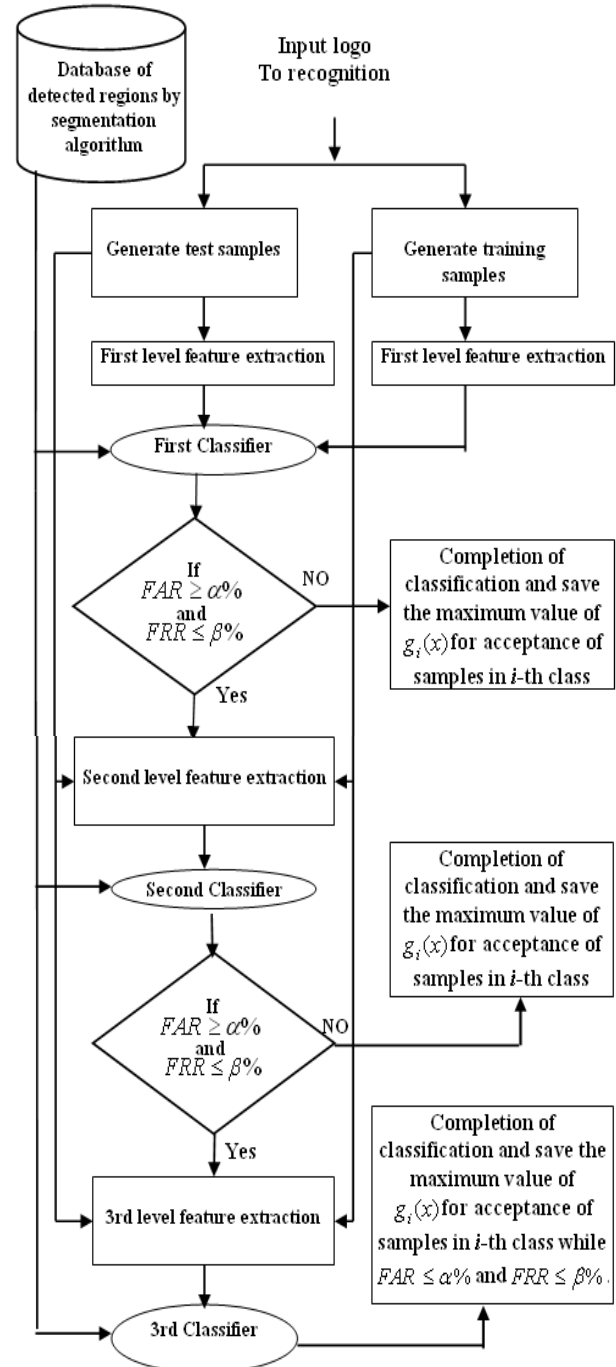 Database of
detected regions by
segmentation
algorithm
Input logo
To recognition
Generate test samples
Generate training
samples
First level feature extraction
First level feature extraction
First Classifier
If
FAR ≥ α%
and
FRR ≤ β%
NO
Yes
Completion of
classification and save
the maximum value of
g_i(x) for acceptance of
samples in i-th class
Second level feature extraction
Second Classifier
If
FAR ≥ α%
and
FRR ≤ β%
NO
Yes
Completion of
classification and save
the maximum value of
g_i(x) for acceptance of
samples in i-th class
3rd level feature extraction
3rd Classifier
Completion of
classification and save the
maximum value of
g_i(x) for acceptance of
samples in i-th class while
FAR ≤ α% and FRR ≤ β%.